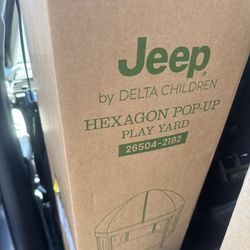 Jeep®
by DELTA CHILDREN
HEXAGON POP-UP
PLAY YARD
26504-2182